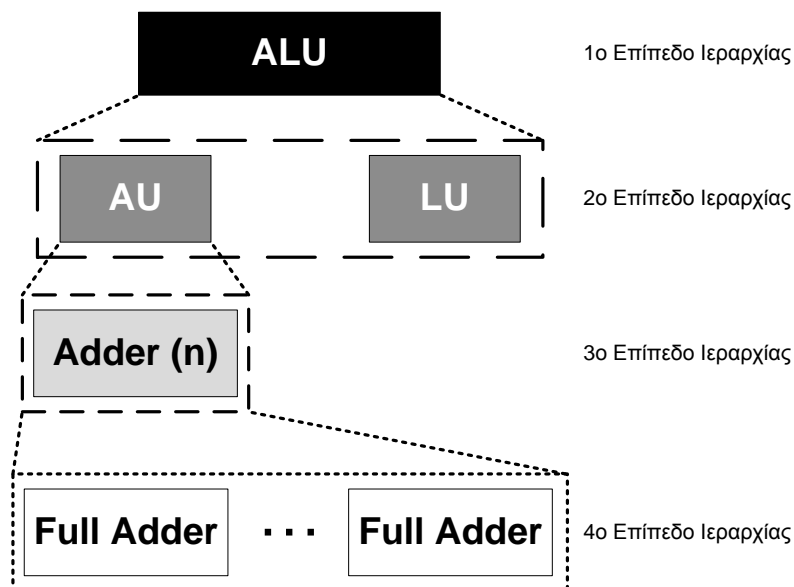 ALU
1ο Επίπεδο Ιεραρχίας
AU
LU
2ο Επίπεδο Ιεραρχίας
Adder (n)
3ο Επίπεδο Ιεραρχίας
Full Adder
...
Full Adder
4ο Επίπεδο Ιεραρχίας